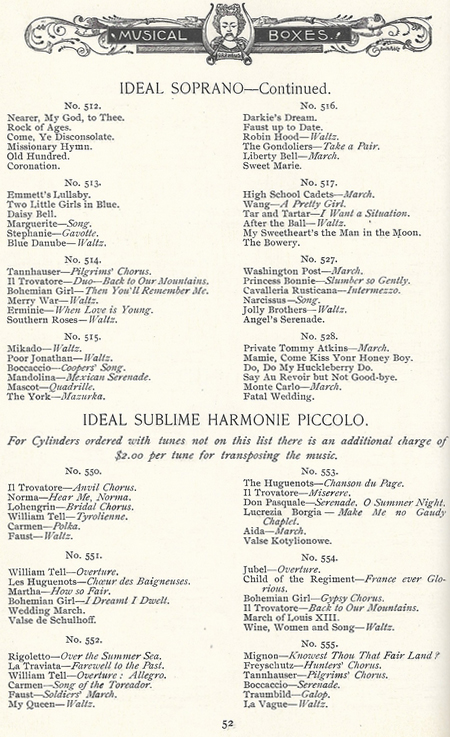 MUSICAL BOXES.
IDEAL SOPRANO—Continued.
No. 512.
Nearer, My God, to Thee.
Rock of Ages.
Come, Ye Disconsolate.
Missionary Hymn.
Old Hundred.
Coronation.
No. 513.
Emmett's Lullaby.
Two Little Girls in Blue.
Daisy Bell.
Marguerite—Song.
Stephanie—Gavotte.
Blue Danube—Waltz.
No. 514.
Tannhauser—Pilgrims' Chorus.
Il Trovatore—Duo—Back to Our Mountains.
Bohemian Girl—Then You'll Remember Me.
Merry War—Waltz.
Erminie—When Love is Young.
Southern Roses—Waltz.
No. 515.
Mikado—Waltz.
Poor Jonathan—Waltz.
Boccaccio—Coopers' Song.
Mandolina—Mexican Serenade.
Mascot—Quadrille.
The York—Mazurka.
No. 516.
Darkie's Dream.
Faust up to Date.
Robin Hood—Waltz.
The Gondoliers—Take a Pair.
Liberty Bell—March.
Sweet Marie.
No. 517.
High School Cadets—March.
Wang—A Pretty Girl.
Tar and Tartar—I Want a Situation.
After the Ball—Waltz.
My Sweetheart's the Man in the Moon.
The Bowery.
No. 527.
Washington Post—March.
Princess Bonnie—Slumber so Gently.
Cavalleria Rusticana—Intermezzo.
Narcissus—Song.
Jolly Brothers—Waltz.
Angel's Serenade.
No. 528.
Private Tommy Atkins—March.
Mamie, Come Kiss Your Honey Boy.
Do, Do My Huckleberry Do.
Say Au Revoir but Not Good-bye.
Monte Carlo—March.
Fatal Wedding.
IDEAL SUBLIME HARMONIE PICCOLO.
For Cylinders ordered with tunes not on this list there is an additional charge of
$2.00 per tune for transposing the music.
No. 550.
Il Trovatore—Anvil Chorus.
Norma—Hear Me, Norma.
Lohengrin—Bridal Chorus.
William Tell—Tyrolienne.
Carmen—Polka.
Faust—Waltz.
No. 551.
William Tell—Overture.
Les Huguenots—Chœur des Baigneuses.
Martha—How so Fair.
Bohemian Girl—I Dreamt I Dwelt.
Wedding March.
Valse de Schulhoff.
No. 552.
Rigoletto—Over the Summer Sea.
La Traviata—Farewell to the Past.
William Tell—Overture: Allegro.
Carmen—Song of the Toreador.
Faust—Soldiers' March.
My Queen—Waltz.
No. 553.
The Huguenots—Chanson du Page.
Il Trovatore—Miserere.
Don Pasquale—Serenade. O Summer Night.
Lucrezia Borgia—Make Me no Gaudy
Chaplet.
Aida—March.
Valse Kotylionowe.
No. 554.
Jubel—Overture.
Child of the Regiment—France ever Glo-
rious.
Bohemian Girl—Gypsy Chorus.
Il Trovatore—Back to Our Mountains.
March of Louis XIII.
Wine, Women and Song—Waltz.
No. 555.
Mignon—Knowest Thou That Fair Land?
Freyschutz—Hunters' Chorus.
Tannhauser—Pilgrims' Chorus.
Boccaccio—Serenade.
Traumbild—Galop.
La Vague—Waltz.
52